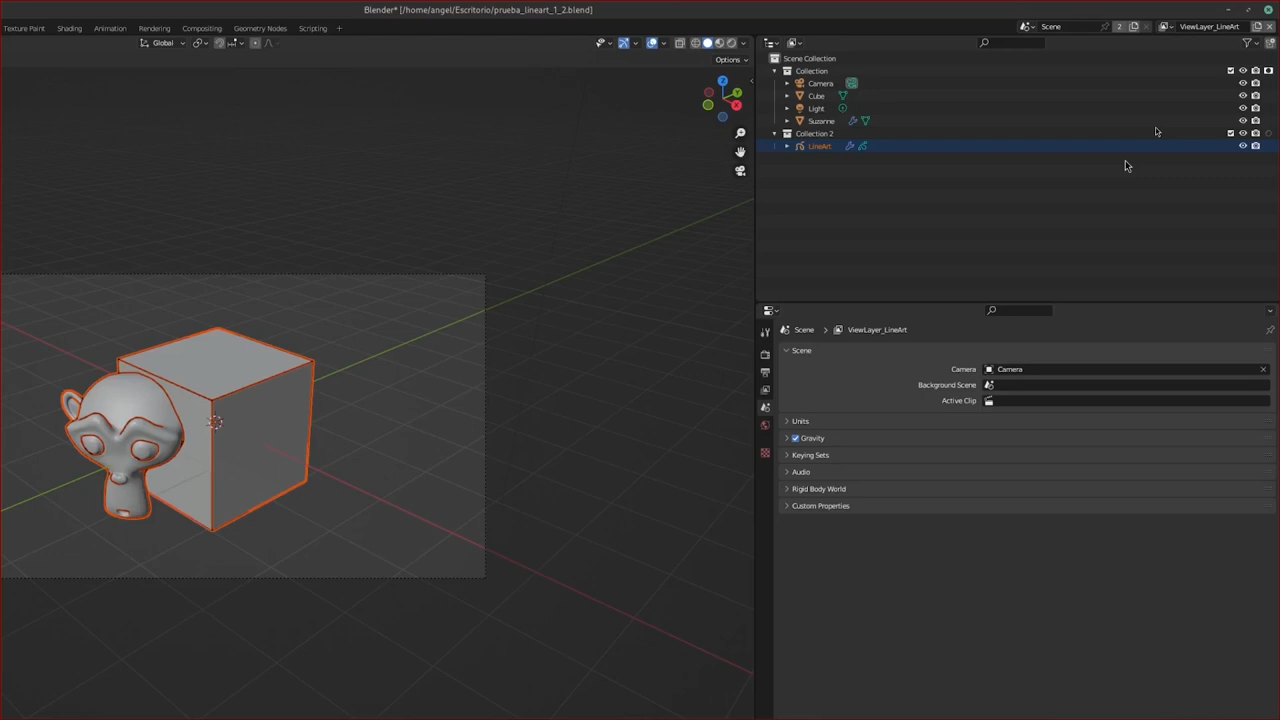 Blender* [/home/angel/Escritorio/prueba_lineart_1_2.blend]
Texture Paint Shading Animation Rendering Compositing Geometry Nodes Scripting +
Scene 2 ViewLayer_LineArt
Global
Options
Z
Y
X
Scene Collection
Collection
Camera
Cube
Light
Suzanne
Collection 2
LineArt
Scene > ViewLayer_LineArt
Scene
Camera Camera
Background Scene
Active Clip
Units
Gravity
Keying Sets
Audio
Rigid Body World
Custom Properties